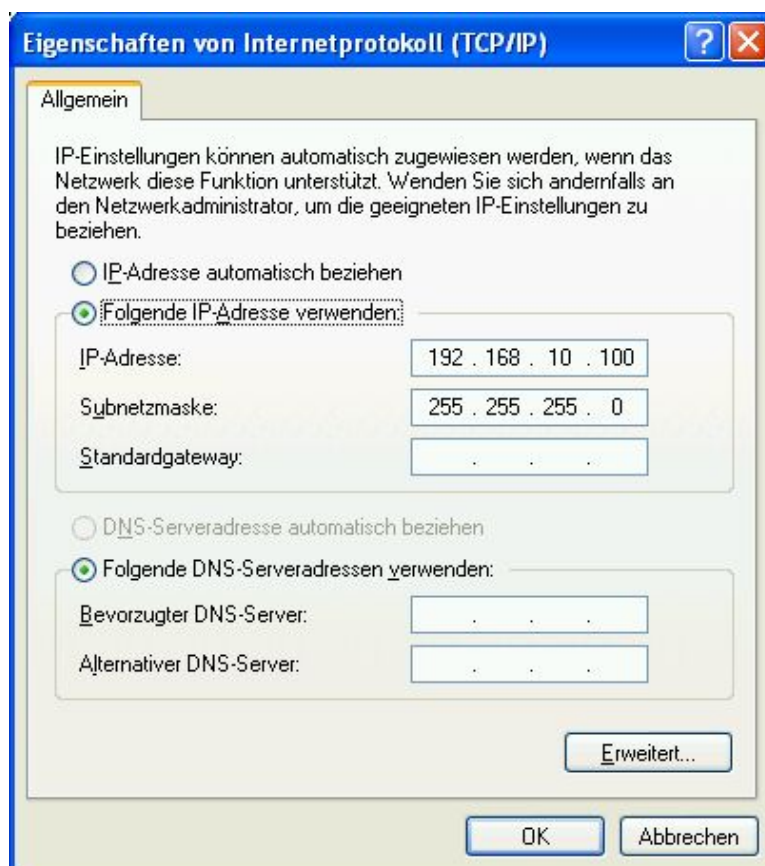 Eigenschaften von Internetprotokoll (TCP/IP)
Allgemein
IP-Einstellungen können automatisch zugewiesen werden, wenn das
Netzwerk diese Funktion unterstützt. Wenden Sie sich andernfalls an
den Netzwerkadministrator, um die geeigneten IP-Einstellungen zu
beziehen.
IP-Adresse automatisch beziehen
Folgende IP-Adresse verwenden:
IP-Adresse: 192 . 168 . 10 . 100
Subnetzmaske: 255 . 255 . 255 . 0
Standardgateway: . . .
DNS-Serveradresse automatisch beziehen
Folgende DNS-Serveradressen verwenden:
Bevorzugter DNS-Server: . . .
Alternativer DNS-Server: . . .
Erweitert...
OK Abbrechen